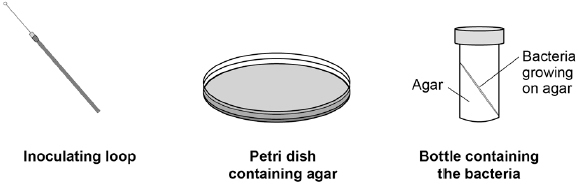 Agar
Bacteria
growing
on agar
Inoculating loop
Petri dish
containing agar
Bottle containing
the bacteria